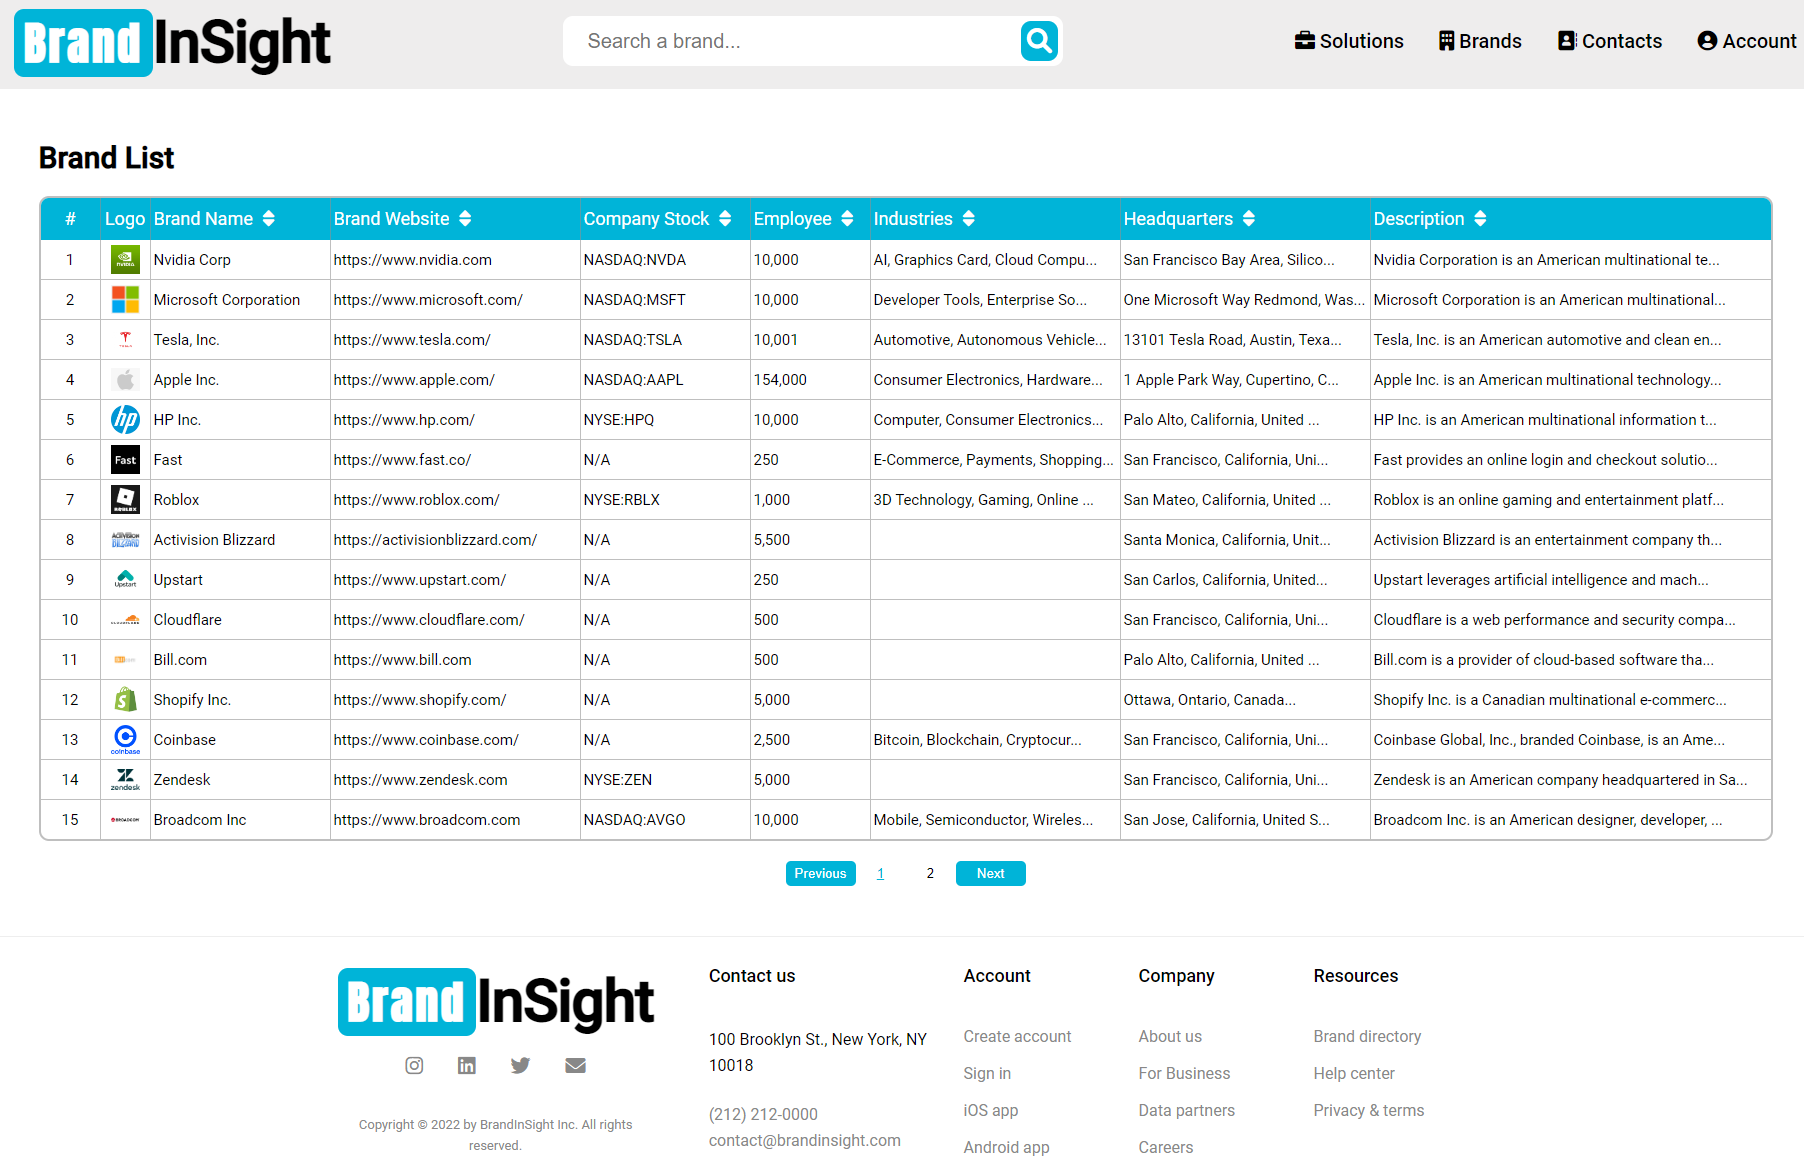 Brand InSight
Search a brand...
Solutions Brands Contacts Account
Brand List
# Logo Brand Name Brand Website Company Stock Employee Industries Headquarters Description
1 NVIDIA Nvidia Corp https://www.nvidia.com NASDAQ:NVDA 10,000 AI, Graphics Card, Cloud Compu... San Francisco Bay Area, Silico... Nvidia Corporation is an American multinational te...
2 Microsoft Corporation https://www.microsoft.com/ NASDAQ:MSFT 10,000 Developer Tools, Enterprise So... One Microsoft Way Redmond, Was... Microsoft Corporation is an American multinational...
3 TESLA Tesla, Inc. https://www.tesla.com/ NASDAQ:TSLA 10,001 Automotive, Autonomous Vehicle... 13101 Tesla Road, Austin, Texa... Tesla, Inc. is an American automotive and clean en...
4 Apple Inc. https://www.apple.com/ NASDAQ:AAPL 154,000 Consumer Electronics, Hardware... 1 Apple Park Way, Cupertino, C... Apple Inc. is an American multinational technology...
5 hp HP Inc. https://www.hp.com/ NYSE:HPQ 10,000 Computer, Consumer Electronics... Palo Alto, California, United ... HP Inc. is an American multinational information t...
6 Fast Fast https://www.fast.co/ N/A 250 E-Commerce, Payments, Shopping... San Francisco, California, Uni... Fast provides an online login and checkout solutio...
7 ROBLOX Roblox https://www.roblox.com/ NYSE:RBLX 1,000 3D Technology, Gaming, Online ... San Mateo, California, United ... Roblox is an online gaming and entertainment platf...
8 ACTIVISION BLIZZARD Activision Blizzard https://activisionblizzard.com/ N/A 5,500 Santa Monica, California, Unit... Activision Blizzard is an entertainment company th...
9 Upstart Upstart https://www.upstart.com/ N/A 250 San Carlos, California, United... Upstart leverages artificial intelligence and mach...
10 CLOUDFLARE Cloudflare https://www.cloudflare.com/ N/A 500 San Francisco, California, Uni... Cloudflare is a web performance and security compa...
11 Bill.com https://www.bill.com N/A 500 Palo Alto, California, United ... Bill.com is a provider of cloud-based software tha...
12 Shopify Inc. https://www.shopify.com/ N/A 5,000 Ottawa, Ontario, Canada... Shopify Inc. is a Canadian multinational e-commerc...
13 coinbase Coinbase https://www.coinbase.com/ N/A 2,500 Bitcoin, Blockchain, Cryptocur... San Francisco, California, Uni... Coinbase Global, Inc., branded Coinbase, is an Ame...
14 zendesk Zendesk https://www.zendesk.com NYSE:ZEN 5,000 San Francisco, California, Uni... Zendesk is an American company headquartered in Sa...
15 BROADCOM Broadcom Inc https://www.broadcom.com NASDAQ:AVGO 10,000 Mobile, Semiconductor, Wireles... San Jose, California, United S... Broadcom Inc. is an American designer, developer, ...
Previous 1 2 Next
Brand InSight
Copyright © 2022 by BrandInSight Inc. All rights
reserved.
Contact us
100 Brooklyn St., New York, NY
10018
(212) 212-0000
contact@brandinsight.com
Account
Create account
Sign in
iOS app
Android app
Company
About us
For Business
Data partners
Careers
Resources
Brand directory
Help center
Privacy & terms